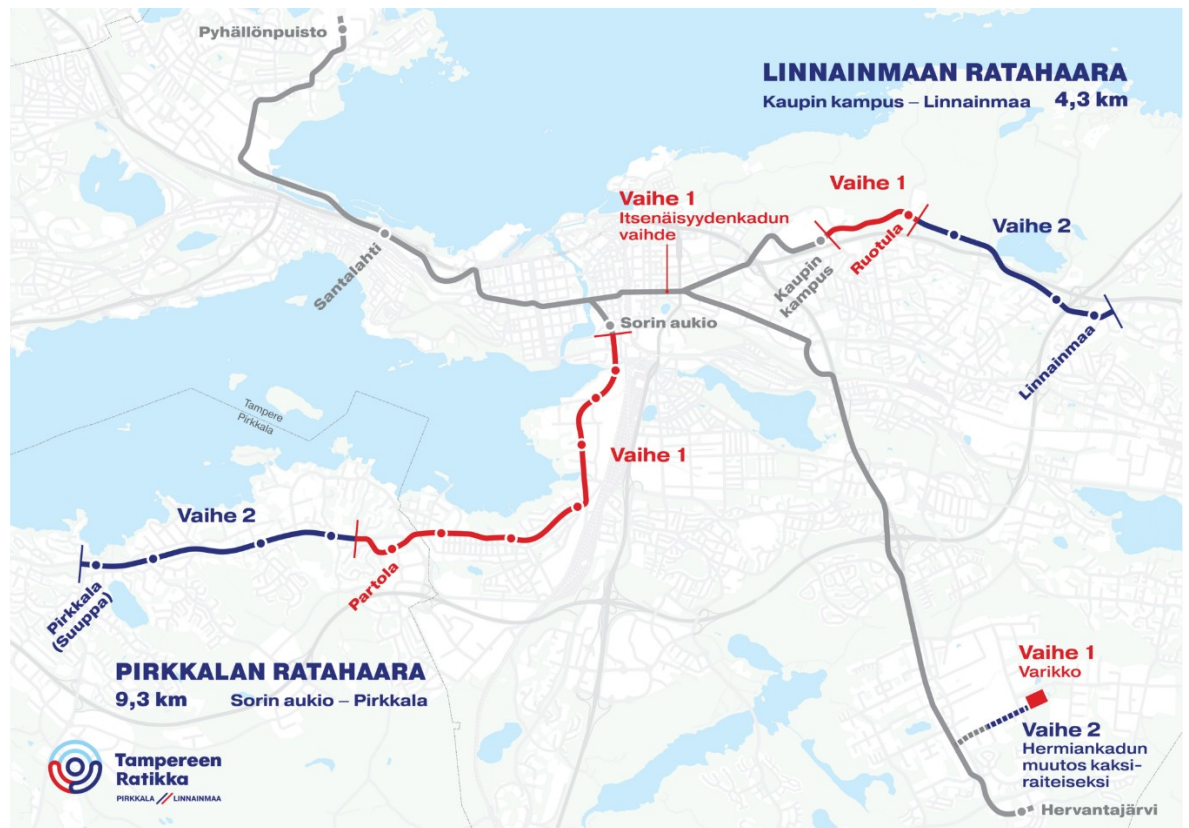 Pyhällönpuisto
LINNAINMAAN RATAHAARA
Kaupin kampus – Linnainmaa 4,3 km
Vaihe 1
Itsenäisyydenkadun
vaihde
Vaihe 1
Vaihe 2
Ruotula
Kaupin
kampus
Santalahti
Sorin aukio
Linnainmaa
Tampere
Pirkkala
Vaihe 1
Vaihe 2
Partola
Pirkkala
(Suuppa)
PIRKKALAN RATAHAARA
9,3 km Sorin aukio – Pirkkala
Vaihe 1
Varikko
Vaihe 2
Hermiankadun
muutos kaksi-
raiteiseksi
Tampereen
Ratikka
PIRKKALA // LINNAINMAA
Hervantajärvi